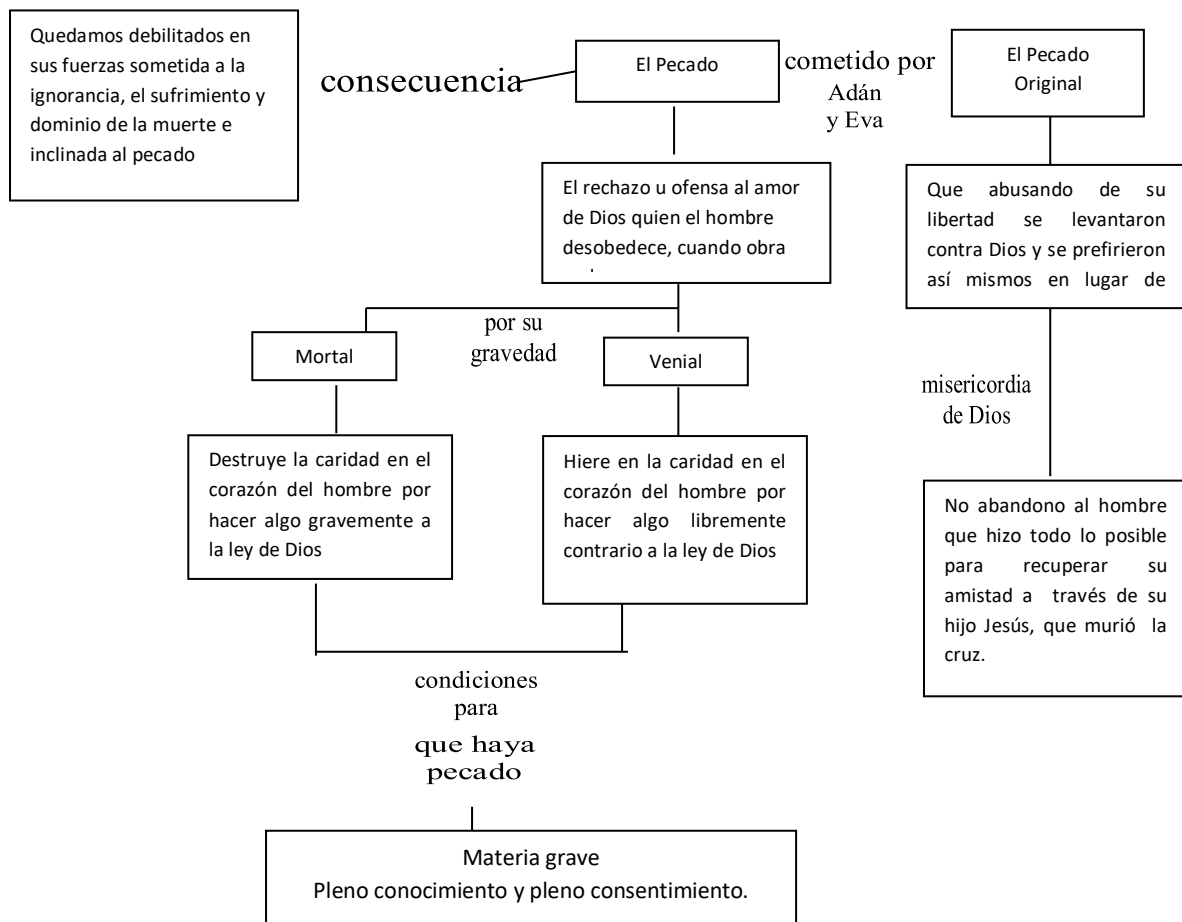 Quedamos debilitados en
sus fuerzas sometida a la
ignorancia, el sufrimiento y
dominio de la muerte e
inclinada al pecado
consecuencia
El Pecado
cometido por
Adán
y Eva
El Pecado
Original
El rechazo u ofensa al amor
de Dios quien el hombre
desobedece, cuando obra
Que abusando de su
libertad se levantaron
contra Dios y se prefirieron
así mismos en lugar de
por su
gravedad
Mortal
Venial
misericordia
de Dios
Destruye la caridad en el
corazón del hombre por
hacer algo gravemente a
la ley de Dios
Hiere en la caridad en el
corazón del hombre por
hacer algo libremente
contrario a la ley de Dios
No abandono al hombre
que hizo todo lo posible
para recuperar su
amistad a través de su
hijo Jesús, que murió la
cruz.
condiciones
para
que haya
pecado
Materia grave
Pleno conocimiento y pleno consentimiento.